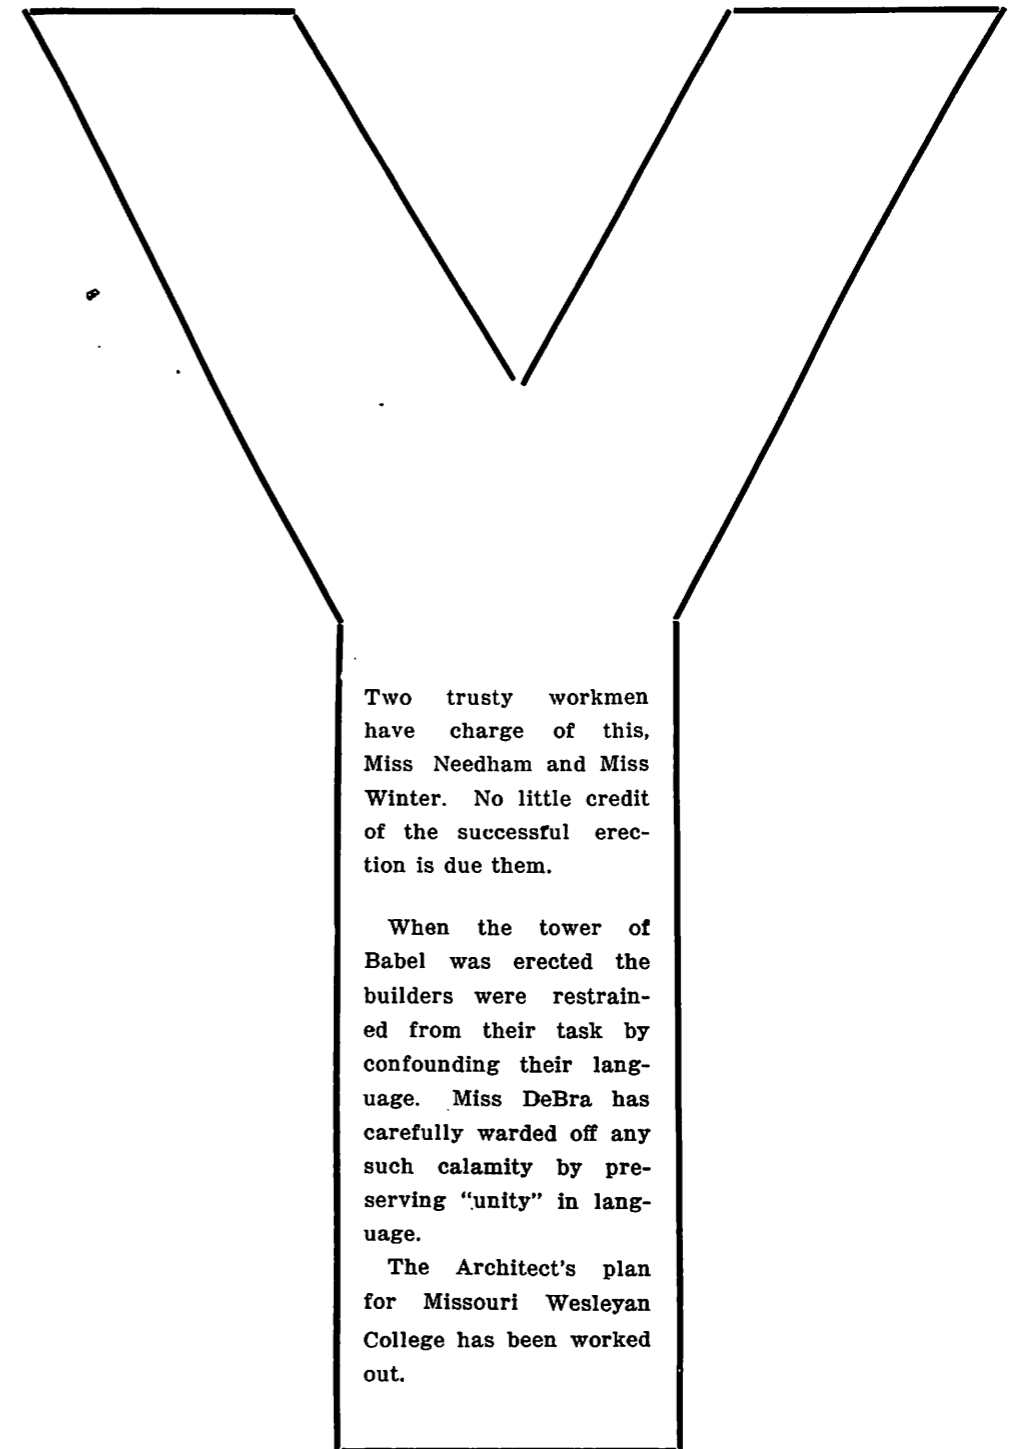 Two trusty workmen
have charge of this,
Miss Needham and Miss
Winter. No little credit
of the successful erec-
tion is due them.
When the tower of
Babel was erected the
builders were restrain-
ed from their task by
confounding their lang-
uage. Miss DeBra has
carefully warded off any
such calamity by pre-
serving "unity" in lang-
uage.
The Architect's plan
for Missouri Wesleyan
College has been worked
out.